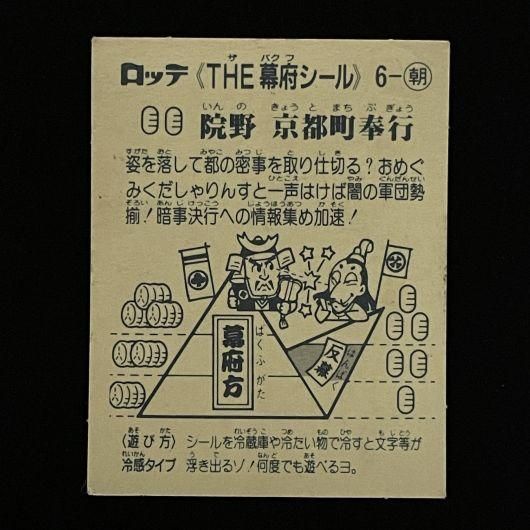 ロッテ《THE 幕府シール》 6-朝
院野 京都町奉行
姿を落して都の密事を取り仕切る？おめぐ
みくだしゃりんすと一声はけば闇の軍団勢
揃！暗事決行への情報集め加速！
幕府方
ばくふ がた
反幕
はんばく
〈遊び方〉 シールを冷蔵庫や冷たい物で冷すと文字等が
冷感タイプ 浮き出るゾ！何度でも遊べるヨ。